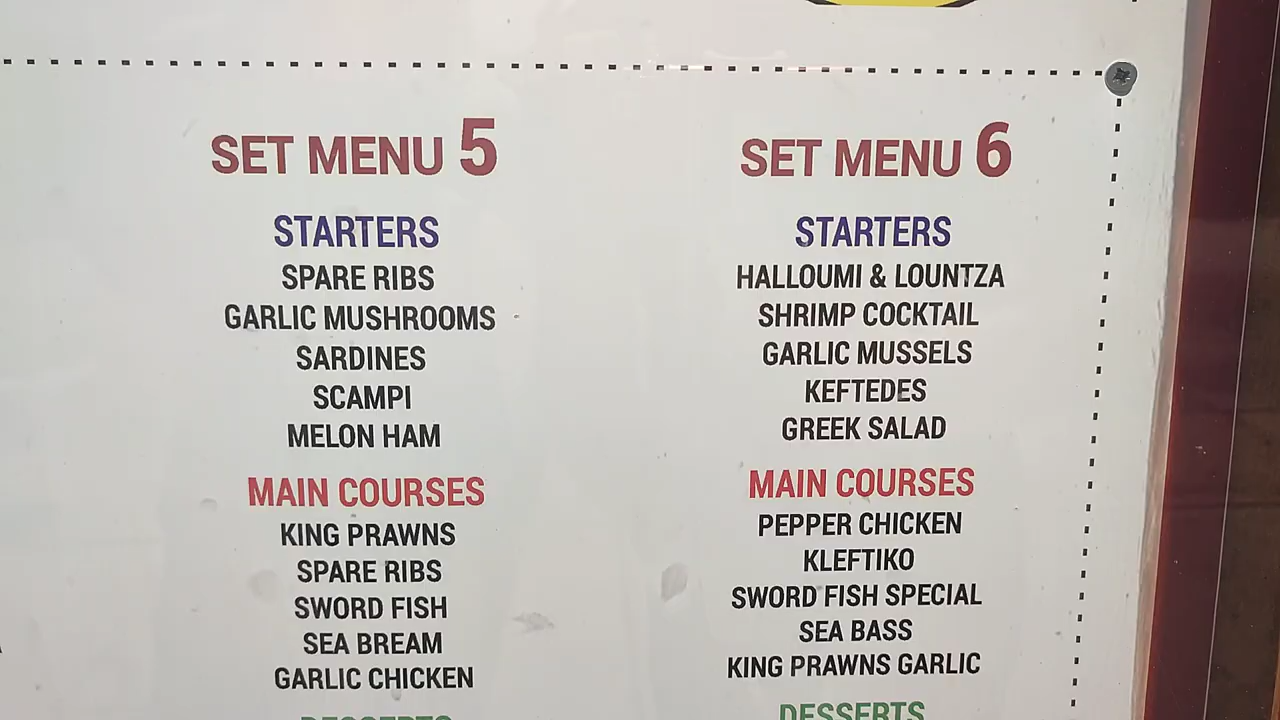 SET MENU 5
STARTERS
SPARE RIBS
GARLIC MUSHROOMS
SARDINES
SCAMPI
MELON HAM
MAIN COURSES
KING PRAWNS
SPARE RIBS
SWORD FISH
SEA BREAM
GARLIC CHICKEN
DESSERTS
SET MENU 6
STARTERS
HALLOUMI & LOUNTZA
SHRIMP COCKTAIL
GARLIC MUSSELS
KEFTEDES
GREEK SALAD
MAIN COURSES
PEPPER CHICKEN
KLEFTIKO
SWORD FISH SPECIAL
SEA BASS
KING PRAWNS GARLIC
DESSERTS